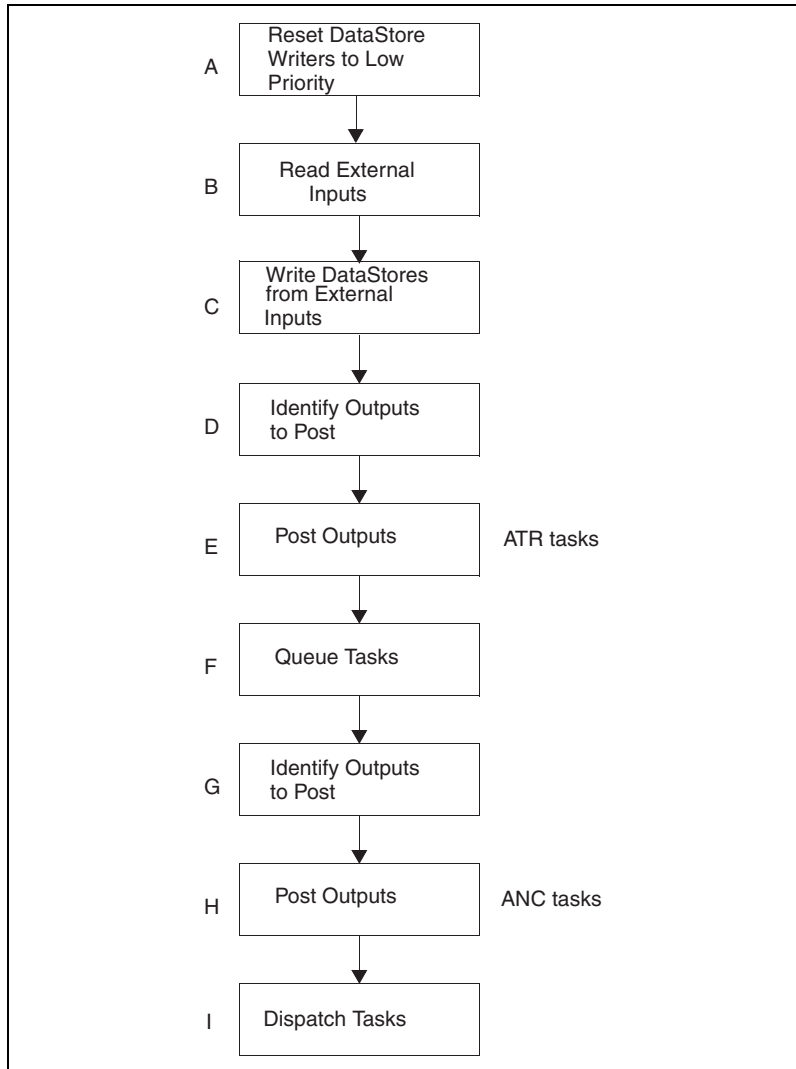 Reset DataStore
Writers to Low
Priority
A
Read External
Inputs
B
Write DataStores
from External
Inputs
C
Identify Outputs
to Post
D
Post Outputs
ATR tasks
E
Queue Tasks
F
Identify Outputs
to Post
G
Post Outputs
ANC tasks
H
Dispatch Tasks
I